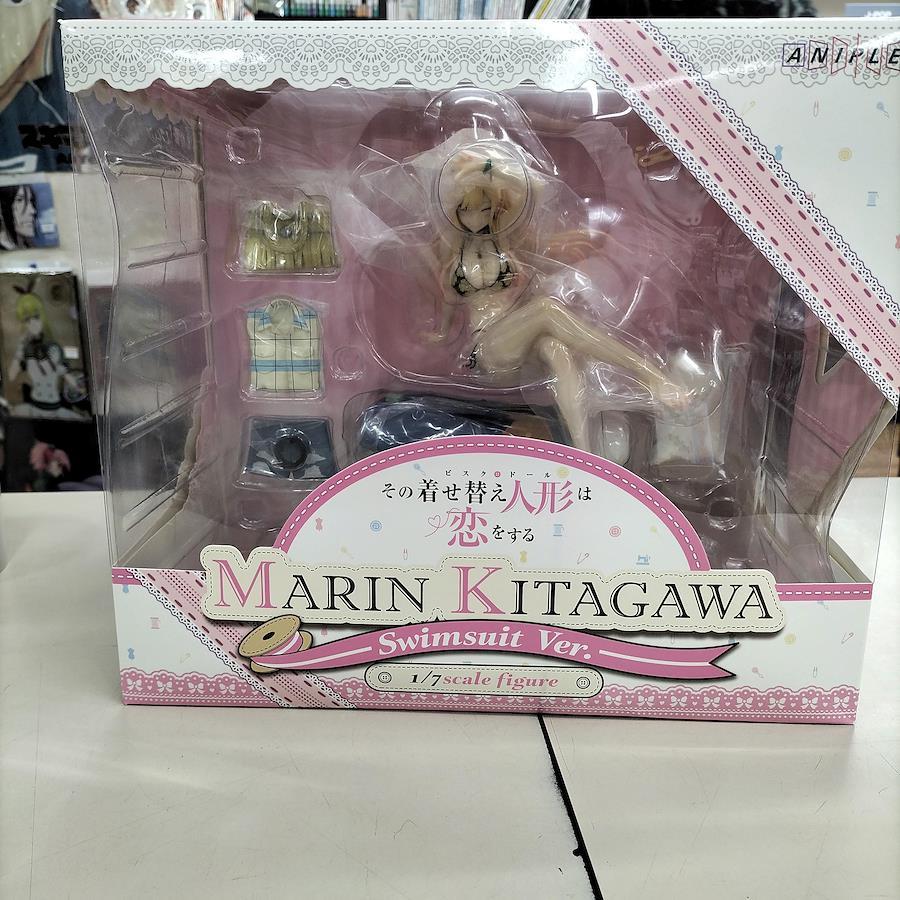 ANIPLE
ビスク・ドール
その着せ替え人形は
恋をする
MARIN KITAGAWA
Swimsuit Ver.
1/7 scale figure